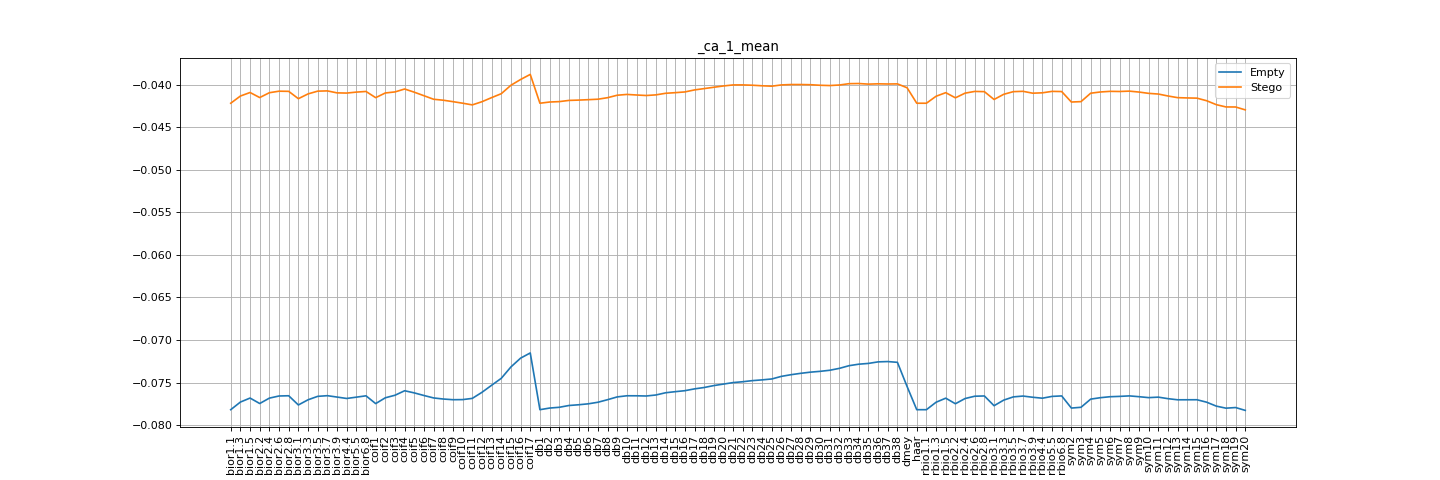 _ca_1_mean
Empty
Stego
−0.040
−0.045
−0.050
−0.055
−0.060
−0.065
−0.070
−0.075
−0.080
bior1.1
bior1.3
bior1.5
bior2.2
bior2.4
bior2.6
bior2.8
bior3.1
bior3.3
bior3.5
bior3.7
bior3.9
bior4.4
bior5.5
bior6.8
coif1
coif2
coif3
coif4
coif5
coif6
coif7
coif8
coif9
coif10
coif11
coif12
coif13
coif14
coif15
coif16
coif17
db1
db2
db3
db4
db5
db6
db7
db8
db9
db10
db11
db12
db13
db14
db15
db16
db17
db18
db19
db20
db21
db22
db23
db24
db25
db26
db27
db28
db29
db30
db31
db32
db33
db34
db35
db36
db37
db38
dmey
haar
rbio1.1
rbio1.3
rbio1.5
rbio2.2
rbio2.4
rbio2.6
rbio2.8
rbio3.1
rbio3.3
rbio3.5
rbio3.7
rbio3.9
rbio4.4
rbio5.5
rbio6.8
sym2
sym3
sym4
sym5
sym6
sym7
sym8
sym9
sym10
sym11
sym12
sym13
sym14
sym15
sym16
sym17
sym18
sym19
sym20